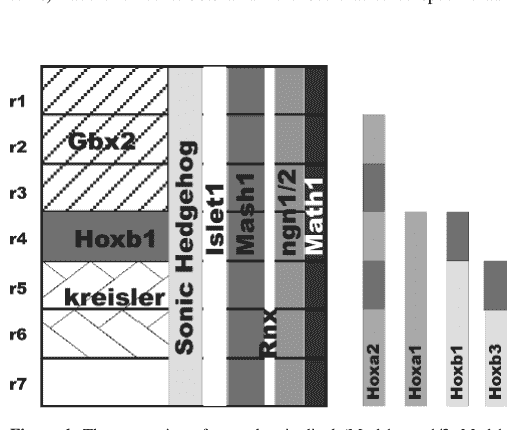 r1
r2
r3
r4
r5
r6
r7
Gbx2
Hoxb1
kreisler
Sonic Hedgehog
Islet1
Mash1
Rnx
ngn1/2
Math1
Hoxa2
Hoxa1
Hoxb1
Hoxb3